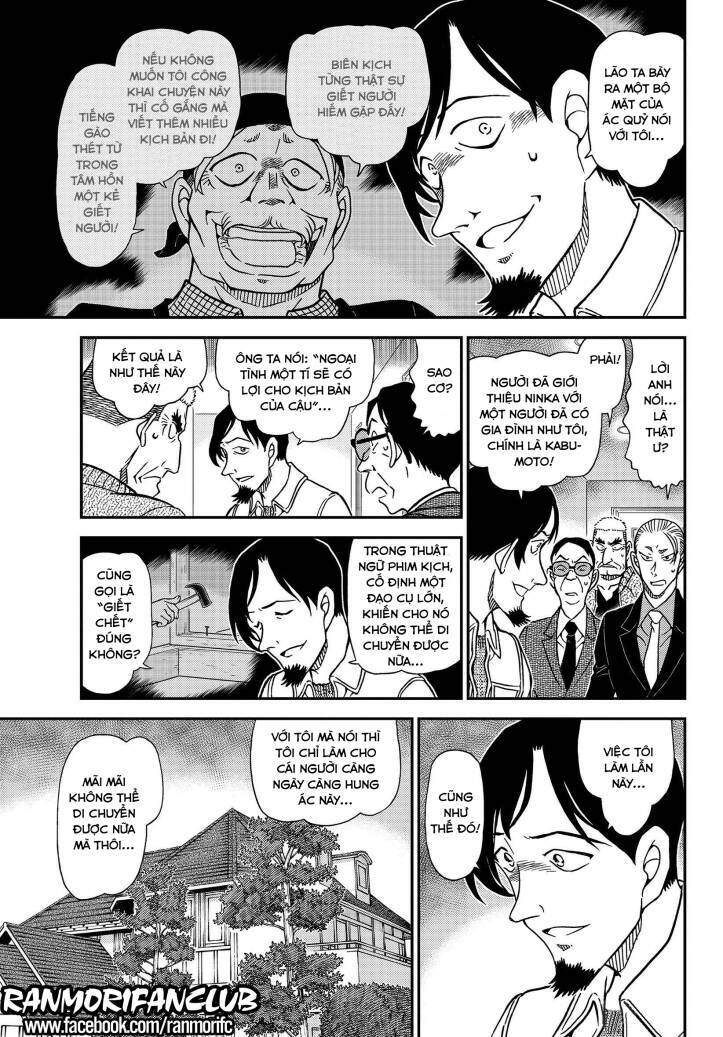 LÃO TA BÀY
RA MỘT BỘ
MẶT CỦA
ÁC QUỶ NÓI
VỚI TÔI...
BIÊN KỊCH
TỪNG THẬT SỰ
GIẾT NGƯỜI
HIẾM GẶP ĐẤY!
NẾU KHÔNG
MUỐN TÔI CÔNG
KHAI CHUYỆN NÀY
THÌ CỐ GẮNG MÀ
VIẾT THÊM NHIỀU
KỊCH BẢN ĐI!
TIẾNG
GÀO
THÉT TỪ
TRONG
TÂM HỒN
MỘT KẺ
GIẾT
NGƯỜI!
LỜI
ANH
NÓI...
LÀ
THẬT
Ư?
PHẢI!
NGƯỜI ĐÃ GIỚI
THIỆU NINKA VỚI
MỘT NGƯỜI ĐÃ CÓ
GIA ĐÌNH NHƯ TÔI,
CHÍNH LÀ KABU-
MOTO!
SAO
CƠ?
ÔNG TA NÓI: "NGOẠI
TÌNH MỘT TÍ SẼ CÓ
LỢI CHO KỊCH BẢN
CỦA CẬU"...
KẾT QUẢ LÀ
NHƯ THẾ NÀY
ĐÂY!
TRONG THUẬT
NGỮ PHIM KỊCH,
CỐ ĐỊNH MỘT
ĐẠO CỤ LỚN,
KHIẾN CHO NÓ
KHÔNG THỂ DI
CHUYỂN ĐƯỢC
NỮA...
CŨNG
GỌI LÀ
"GIẾT
CHẾT"
ĐÚNG
KHÔNG?
VIỆC TÔI
LÀM LẦN
NÀY...
CŨNG
NHƯ
THẾ ĐÓ!
VỚI TÔI MÀ NÓI THÌ
TÔI CHỈ LÀM CHO
CÁI NGƯỜI CÀNG
NGÀY CÀNG HUNG
ÁC NÀY...
MÃI MÃI
KHÔNG THỂ
DI CHUYỂN
ĐƯỢC NỮA
MÀ THÔI...
RANMORIFANCLUB
www.facebook.com/ranmorifc